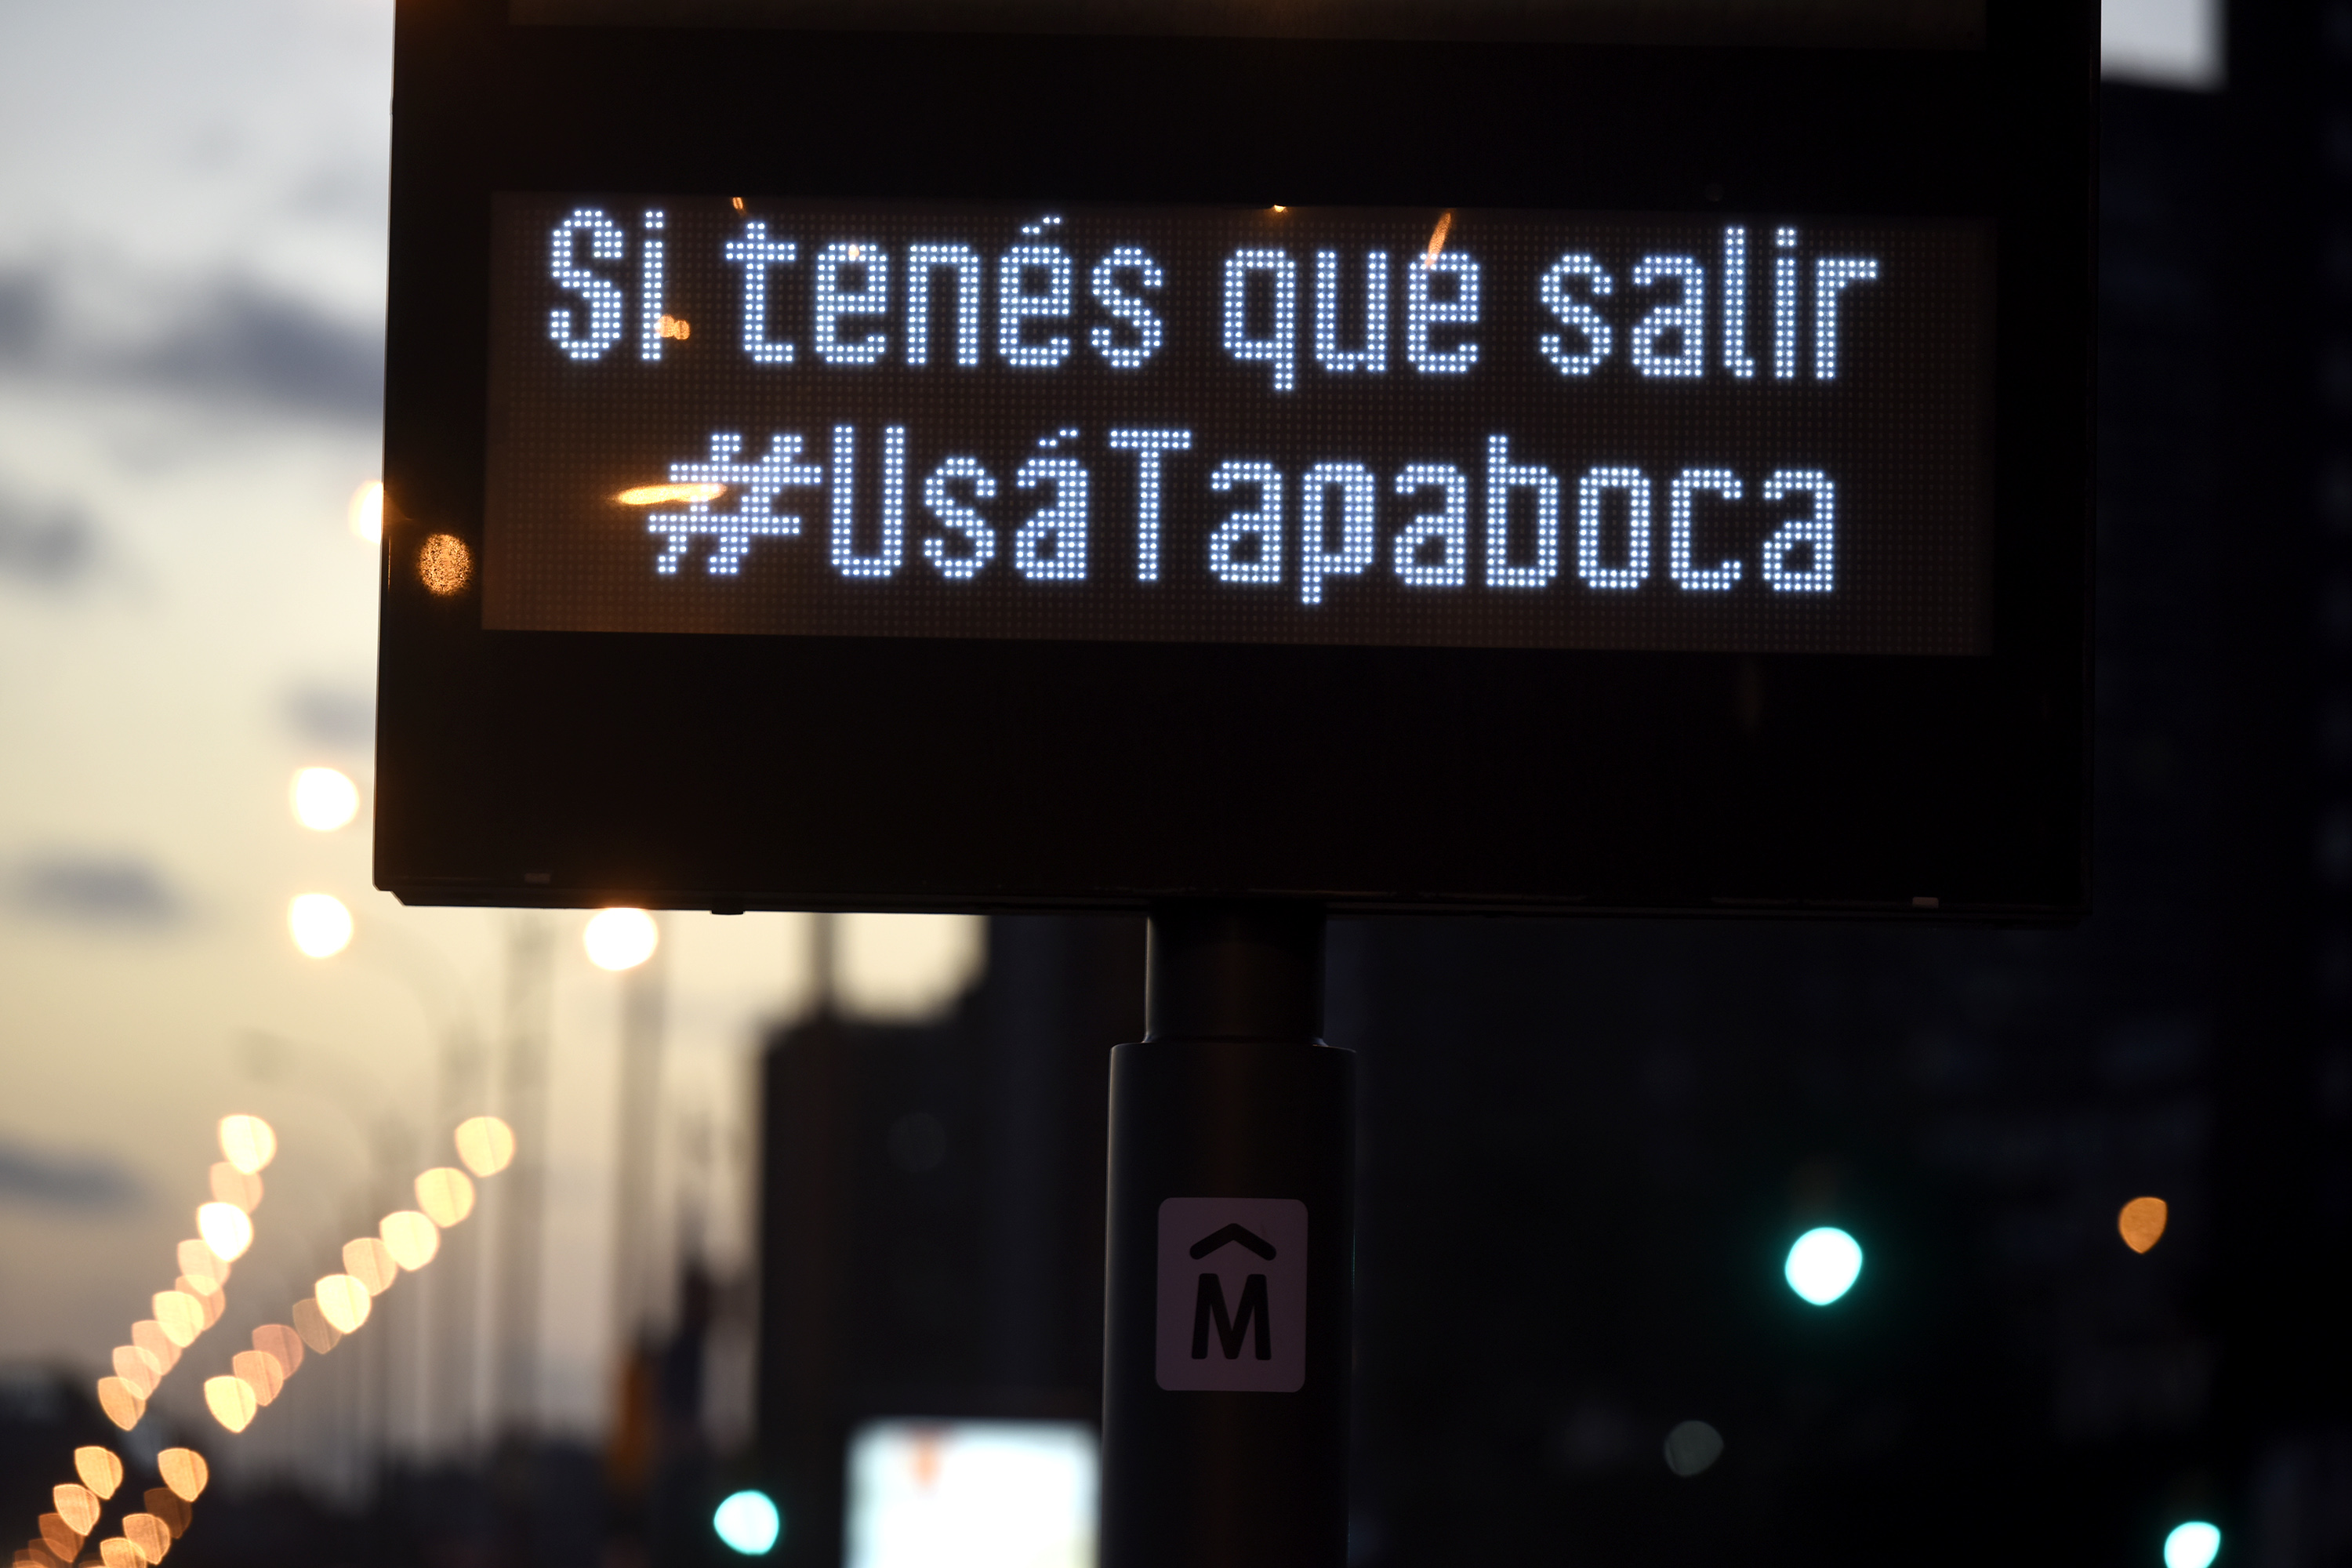 Si tenés que salir
#UsáTapaboca
M